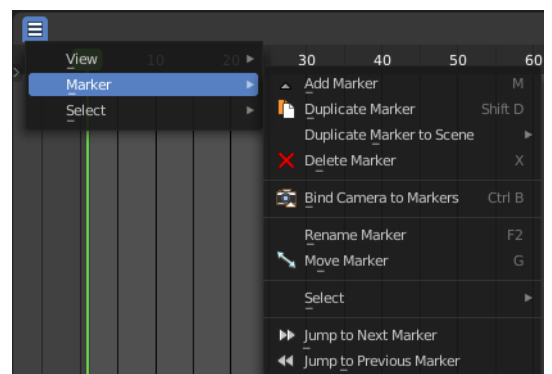 View 10 20 30 40 50 60
Marker
Select
Add Marker M
Duplicate Marker Shift D
Duplicate Marker to Scene
Delete Marker X
Bind Camera to Markers Ctrl B
Rename Marker F2
Move Marker G
Select
Jump to Next Marker
Jump to Previous Marker